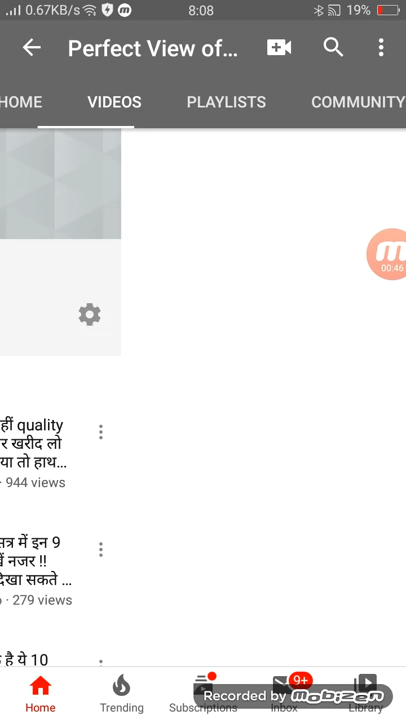 0.67KB/s 8:08 19%
Perfect View of...
HOME VIDEOS PLAYLISTS COMMUNITY
00:46
हीं quality
र खरीद लो
या तो हाथ...
· 944 views
सत्र में इन 9
नजर !!
देखा सकते ...
· 279 views
है ये 10
9+
Home Trending Subscriptions Inbox Library
Recorded by mobizen